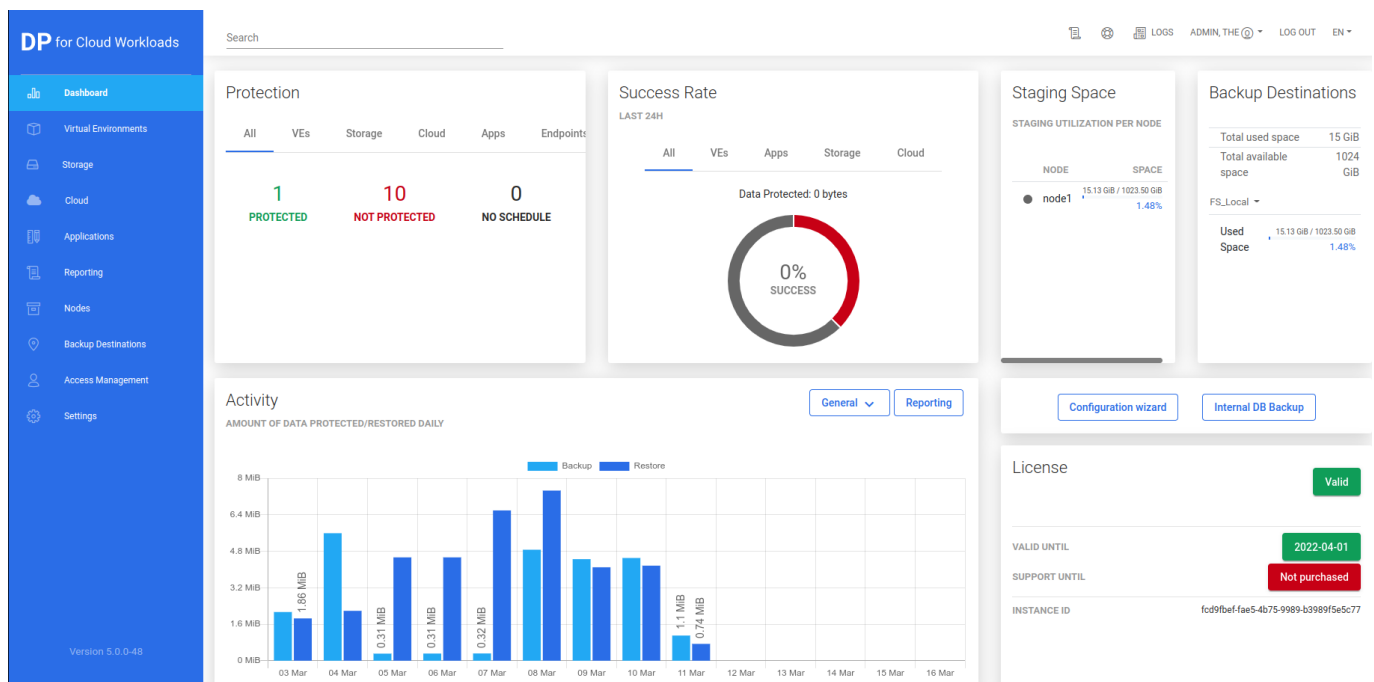 DP for Cloud Workloads
Search
LOGS
ADMIN, THE
LOG OUT
EN
Dashboard
Virtual Environments
Storage
Cloud
Applications
Reporting
Nodes
Backup Destinations
Access Management
Settings
Version 5.0.0-48
Protection
All VEs Storage Cloud Apps Endpoints
1 10 0
PROTECTED NOT PROTECTED NO SCHEDULE
Success Rate
LAST 24H
All VEs Apps Storage Cloud
Data Protected: 0 bytes
0%
SUCCESS
Staging Space
STAGING UTILIZATION PER NODE
NODE SPACE
node1 15.13 GiB / 1023.50 GiB
1.48%
Backup Destinations
Total used space 15 GiB
Total available 1024
space GiB
FS_Local
Used 15.13 GiB / 1023.50 GiB
Space 1.48%
Activity
General
Reporting
AMOUNT OF DATA PROTECTED/RESTORED DAILY
Backup Restore
8 MiB
6.4 MiB
4.8 MiB
3.2 MiB
1.6 MiB
0 MiB
1.86 MiB
0.31 MiB
0.31 MiB
0.32 MiB
1.1 MiB
0.74 MiB
03 Mar 04 Mar 05 Mar 06 Mar 07 Mar 08 Mar 09 Mar 10 Mar 11 Mar 12 Mar 13 Mar 14 Mar 15 Mar 16 Mar
Configuration wizard
Internal DB Backup
License
Valid
VALID UNTIL 2022-04-01
SUPPORT UNTIL Not purchased
INSTANCE ID fcd9fbef-fae5-4b75-9989-b3989f5e5c77